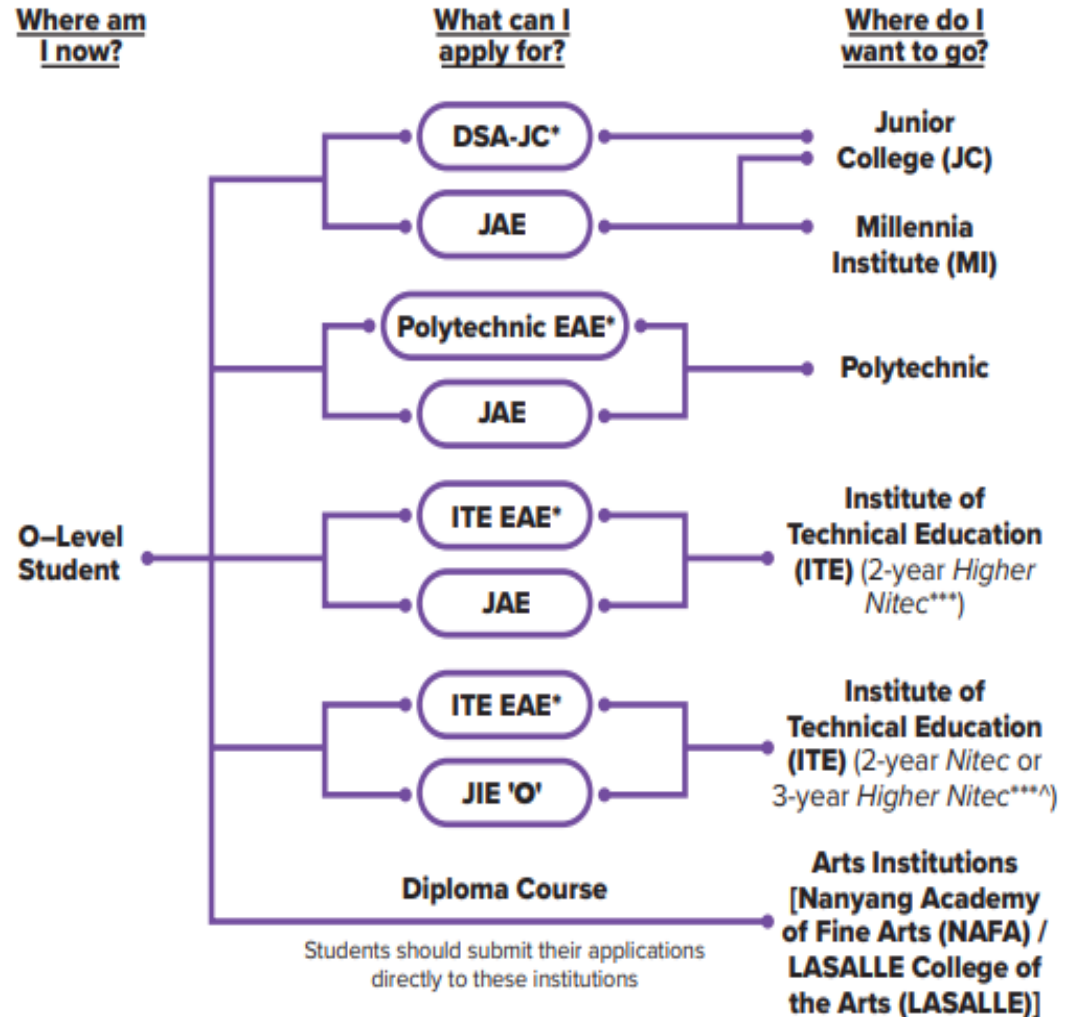 Where am
I now?
What can I
apply for?
Where do I
want to go?
DSA-JC*
Junior
College (JC)
JAE
Millennia
Institute (MI)
Polytechnic EAE*
Polytechnic
JAE
O–Level
Student
ITE EAE*
Institute of
Technical Education
(ITE) (2-year Higher
Nitec***)
JAE
ITE EAE*
Institute of
Technical Education
(ITE) (2-year Nitec or
3-year Higher Nitec***^)
JIE 'O'
Diploma Course
Students should submit their applications
directly to these institutions
Arts Institutions
[Nanyang Academy
of Fine Arts (NAFA) /
LASALLE College of
the Arts (LASALLE)]